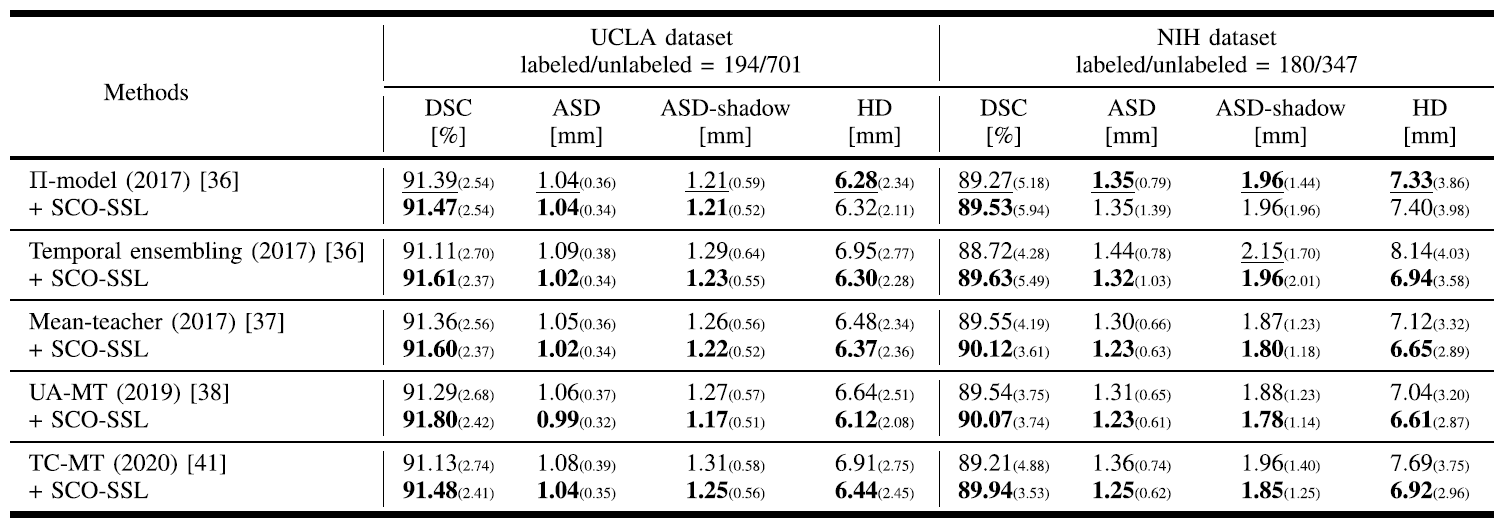 Methods
UCLA dataset
labeled/unlabeled = 194/701
NIH dataset
labeled/unlabeled = 180/347
DSC ASD ASD-shadow HD DSC ASD ASD-shadow HD
[%] [mm] [mm] [mm] [%] [mm] [mm] [mm]
Π-model (2017) [36] 91.39(2.54) 1.04(0.36) 1.21(0.59) 6.28(2.34) 89.27(5.18) 1.35(0.79) 1.96(1.44) 7.33(3.86)
+ SCO-SSL 91.47(2.54) 1.04(0.34) 1.21(0.52) 6.32(2.11) 89.53(5.94) 1.35(1.39) 1.96(1.96) 7.40(3.98)
Temporal ensembling (2017) [36] 91.11(2.70) 1.09(0.38) 1.29(0.64) 6.95(2.77) 88.72(4.28) 1.44(0.78) 2.15(1.70) 8.14(4.03)
+ SCO-SSL 91.61(2.37) 1.02(0.34) 1.23(0.55) 6.30(2.28) 89.63(5.49) 1.32(1.03) 1.96(2.01) 6.94(3.58)
Mean-teacher (2017) [37] 91.36(2.56) 1.05(0.36) 1.26(0.56) 6.48(2.34) 89.55(4.19) 1.30(0.66) 1.87(1.23) 7.12(3.32)
+ SCO-SSL 91.60(2.37) 1.02(0.34) 1.22(0.52) 6.37(2.36) 90.12(3.61) 1.23(0.63) 1.80(1.18) 6.65(2.89)
UA-MT (2019) [38] 91.29(2.68) 1.06(0.37) 1.27(0.57) 6.64(2.51) 89.54(3.75) 1.31(0.65) 1.88(1.23) 7.04(3.20)
+ SCO-SSL 91.80(2.42) 0.99(0.32) 1.17(0.51) 6.12(2.08) 90.07(3.74) 1.23(0.61) 1.78(1.14) 6.61(2.87)
TC-MT (2020) [41] 91.13(2.74) 1.08(0.39) 1.31(0.58) 6.91(2.75) 89.21(4.88) 1.36(0.74) 1.96(1.40) 7.69(3.75)
+ SCO-SSL 91.48(2.41) 1.04(0.35) 1.25(0.56) 6.44(2.45) 89.94(3.53) 1.25(0.62) 1.85(1.25) 6.92(2.96)